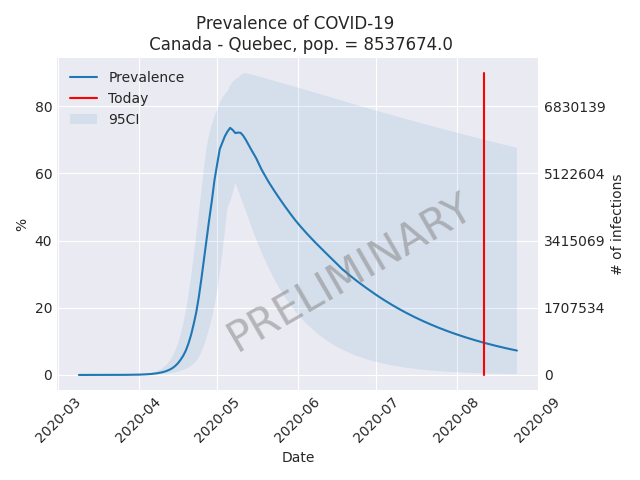 Prevalence of COVID-19
Canada - Quebec, pop. = 8537674.0
Prevalence
Today
95CI
80
60
40
20
0
%
6830139
5122604
3415069
1707534
0
# of infections
PRELIMINARY
2020-03
2020-04
2020-05
2020-06
2020-07
2020-08
2020-09
Date